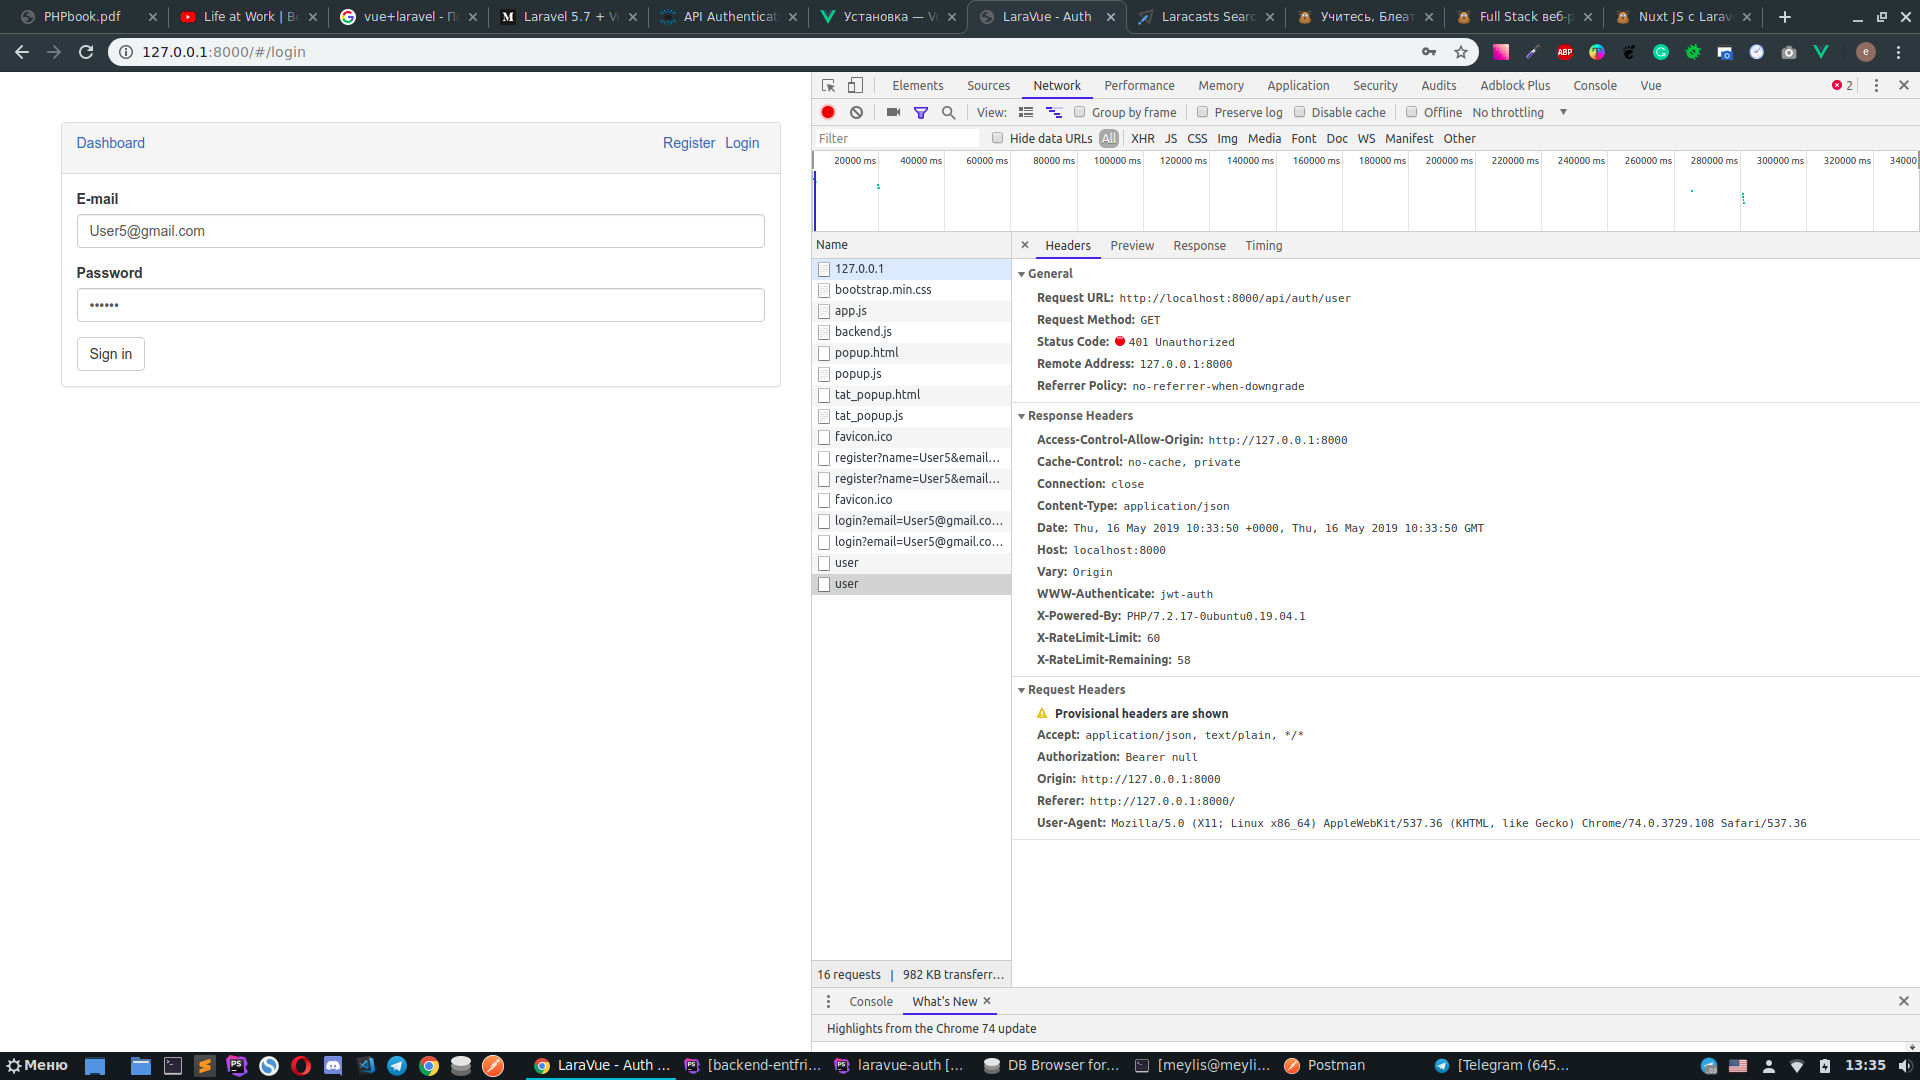 PHPbook.pdf
Life at Work | Be
vue+laravel - По
Laravel 5.7 + Vu
API Authenticat
Установка — Vu
LaraVue - Auth
Laracasts Searc
Учитесь, Блеат
Full Stack веб-р
Nuxt JS с Larav
127.0.0.1:8000/#/login
ABP
e
Dashboard
Register Login
E-mail
User5@gmail.com
Password
••••••
Sign in
Elements Sources Network Performance Memory Application Security Audits Adblock Plus Console Vue
2
View: Group by frame Preserve log Disable cache Offline No throttling
Filter Hide data URLs All XHR JS CSS Img Media Font Doc WS Manifest Other
20000 ms 40000 ms 60000 ms 80000 ms 100000 ms 120000 ms 140000 ms 160000 ms 180000 ms 200000 ms 220000 ms 240000 ms 260000 ms 280000 ms 300000 ms 320000 ms 34000
Name
127.0.0.1
bootstrap.min.css
app.js
backend.js
popup.html
popup.js
tat_popup.html
tat_popup.js
favicon.ico
register?name=User5&email…
register?name=User5&email…
favicon.ico
login?email=User5@gmail.co…
login?email=User5@gmail.co…
user
user
16 requests | 982 KB transferr…
Headers Preview Response Timing
General
Request URL: http://localhost:8000/api/auth/user
Request Method: GET
Status Code: 401 Unauthorized
Remote Address: 127.0.0.1:8000
Referrer Policy: no-referrer-when-downgrade
Response Headers
Access-Control-Allow-Origin: http://127.0.0.1:8000
Cache-Control: no-cache, private
Connection: close
Content-Type: application/json
Date: Thu, 16 May 2019 10:33:50 +0000, Thu, 16 May 2019 10:33:50 GMT
Host: localhost:8000
Vary: Origin
WWW-Authenticate: jwt-auth
X-Powered-By: PHP/7.2.17-0ubuntu0.19.04.1
X-RateLimit-Limit: 60
X-RateLimit-Remaining: 58
Request Headers
Provisional headers are shown
Accept: application/json, text/plain, */*
Authorization: Bearer null
Origin: http://127.0.0.1:8000
Referer: http://127.0.0.1:8000/
User-Agent: Mozilla/5.0 (X11; Linux x86_64) AppleWebKit/537.36 (KHTML, like Gecko) Chrome/74.0.3729.108 Safari/537.36
Console What's New
Highlights from the Chrome 74 update
Меню
LaraVue - Auth ...
[backend-entfri...
laravue-auth [...
DB Browser for...
[meylis@meyli...
Postman
[Telegram (645...
13:35